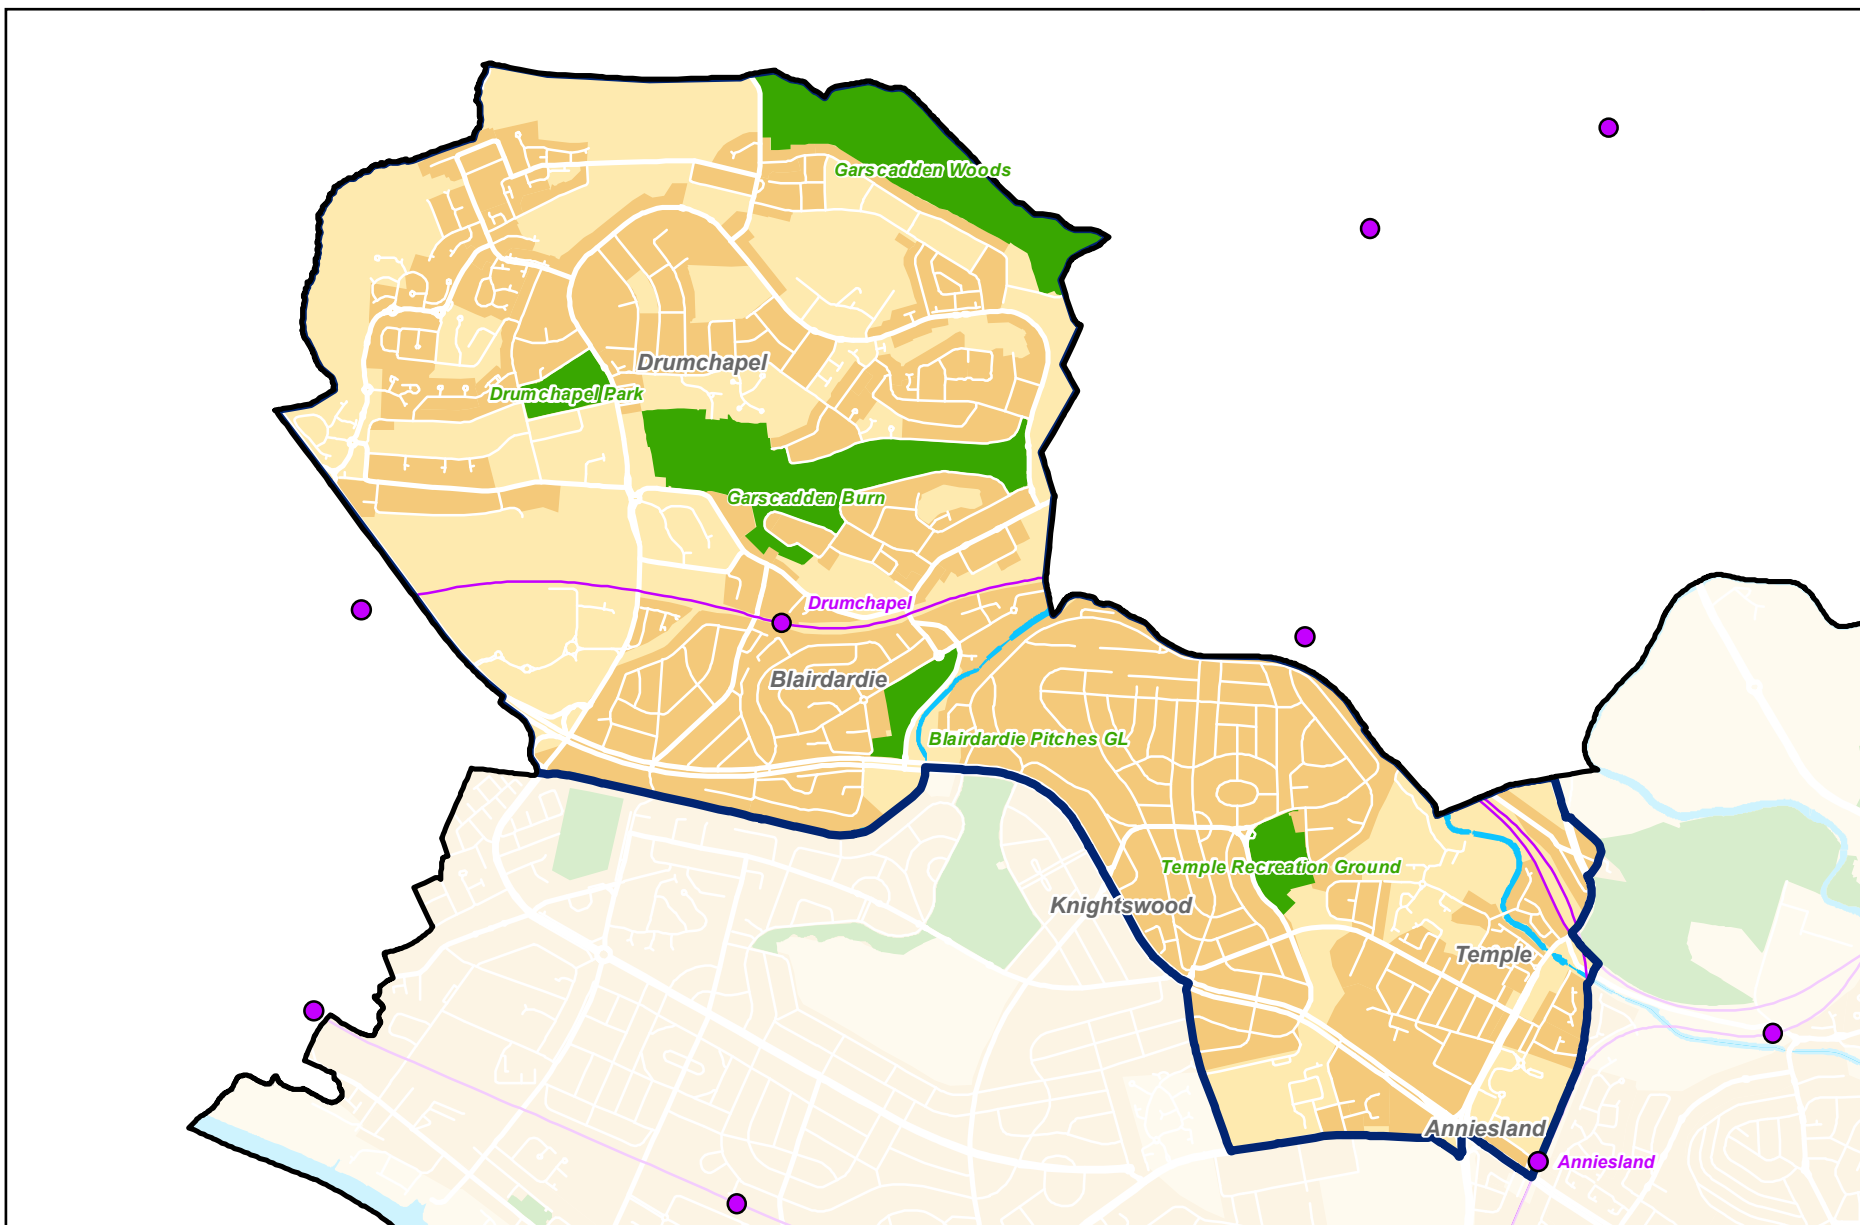 Garscadden Woods
Drumchapel
Drumchapel Park
Garscadden Burn
Drumchapel
Blairdardie
Blairdardie Pitches GL
Temple Recreation Ground
Knightswood
Temple
Anniesland
Anniesland